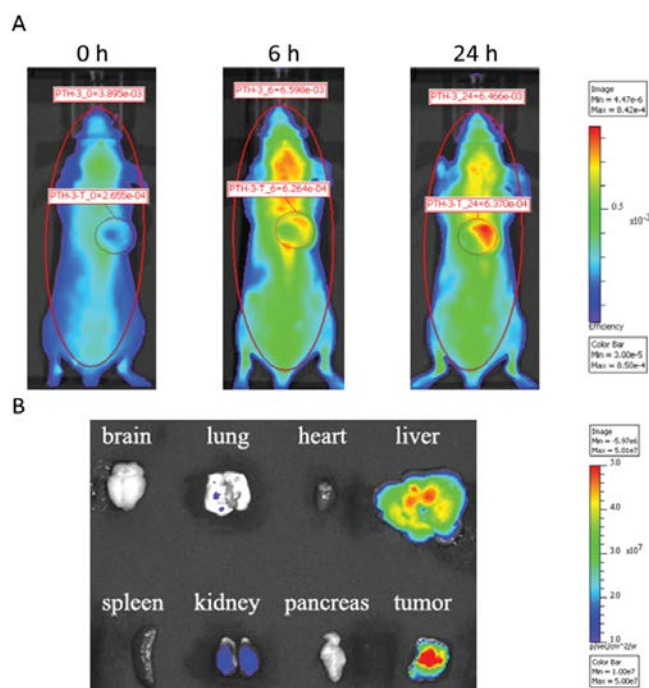 A
0 h 6 h 24 h
PTH-3_0=3.895e-03 PTH-3_6=6.598e-03 PTH-3_24=6.466e-03
PTH-3-T_0=2.655e-04 PTH-3-T_6=6.264e-04 PTH-3-T_24=6.370e-04
Image
Min = 4.47e-6
Max = 8.42e-4
0.5
Efficiency
Color Bar
Min = 3.00e-5
Max = 8.50e-4
B
brain lung heart liver
spleen kidney pancreas tumor
Image
Min = -5.97e6
Max = 5.01e7
5.0
4.0
3.0 x10⁷
2.0
1.0
p/sec/cm^2/sr
Color Bar
Min = 1.00e7
Max = 5.00e7